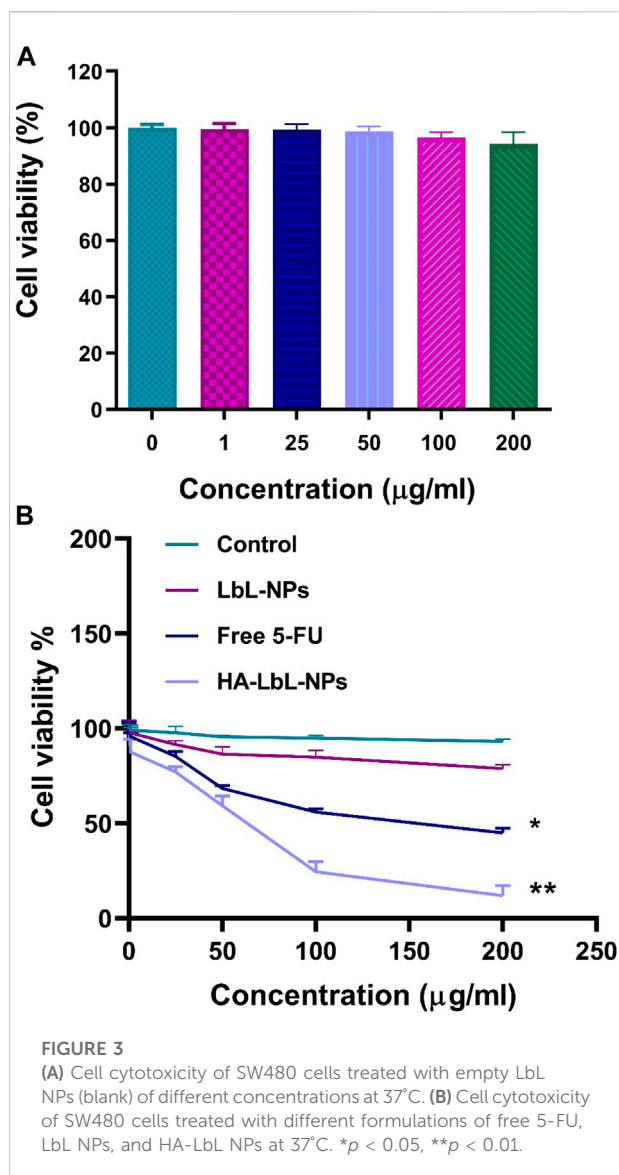 A
120
100
80
60
40
20
0
Cell viability (%)
0 1 25 50 100 200
Concentration (μg/ml)
B
200
150
100
50
0
Cell viability %
Control
LbL-NPs
Free 5-FU
HA-LbL-NPs
*
**
0 50 100 150 200 250
Concentration (μg/ml)
FIGURE 3
(A) Cell cytotoxicity of SW480 cells treated with empty LbL
NPs (blank) of different concentrations at 37°C. (B) Cell cytotoxicity
of SW480 cells treated with different formulations of free 5-FU,
LbL NPs, and HA-LbL NPs at 37°C. *p < 0.05, **p < 0.01.